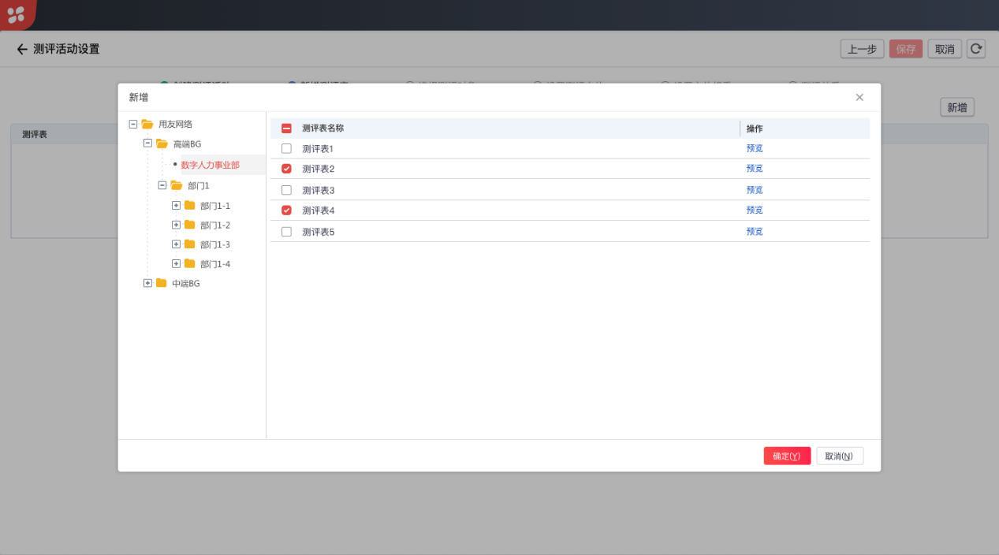 测评活动设置
上一步
保存
取消
新增
测评表
新增
用友网络
高端BG
数字人力事业部
部门1
部门1-1
部门1-2
部门1-3
部门1-4
中端BG
测评表名称 操作
测评表1 预览
测评表2 预览
测评表3 预览
测评表4 预览
测评表5 预览
确定(Y)
取消(N)